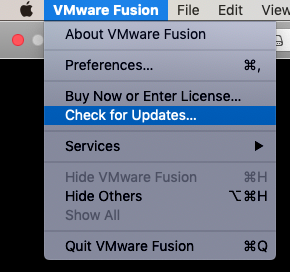 VMware Fusion File Edit View
About VMware Fusion
Preferences... ⌘,
Buy Now or Enter License...
Check for Updates...
Services ▶
Hide VMware Fusion ⌘H
Hide Others ⌥⌘H
Show All
Quit VMware Fusion ⌘Q